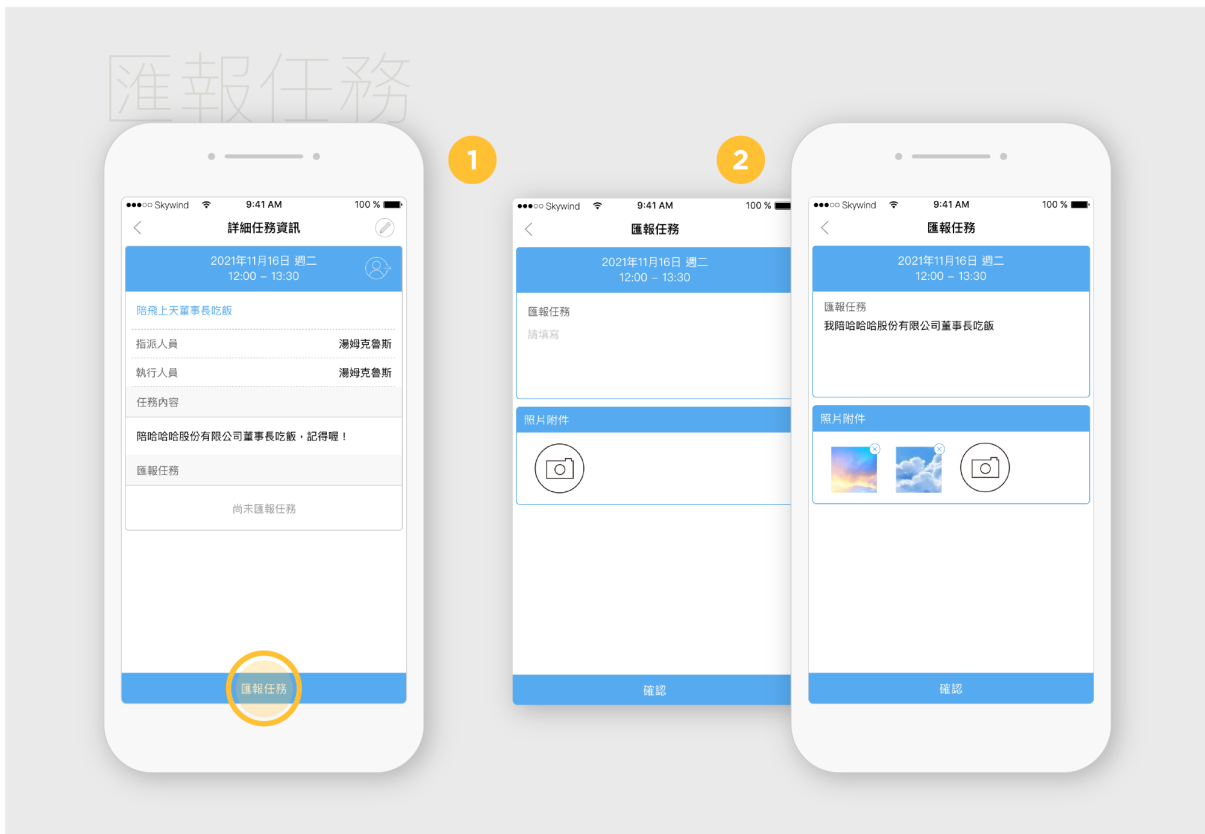 匯報任務
1
2
Skywind 9:41 AM 100 %
詳細任務資訊
2021年11月16日 週二
12:00 – 13:30
陪飛上天董事長吃飯
指派人員 湯姆克魯斯
執行人員 湯姆克魯斯
任務內容
陪哈哈哈股份有限公司董事長吃飯，記得喔！
匯報任務
尚未匯報任務
匯報任務
Skywind 9:41 AM 100 %
匯報任務
2021年11月16日 週二
12:00 – 13:30
匯報任務
請填寫
照片附件
確認
Skywind 9:41 AM 100 %
匯報任務
2021年11月16日 週二
12:00 – 13:30
匯報任務
我陪哈哈哈股份有限公司董事長吃飯
照片附件
確認